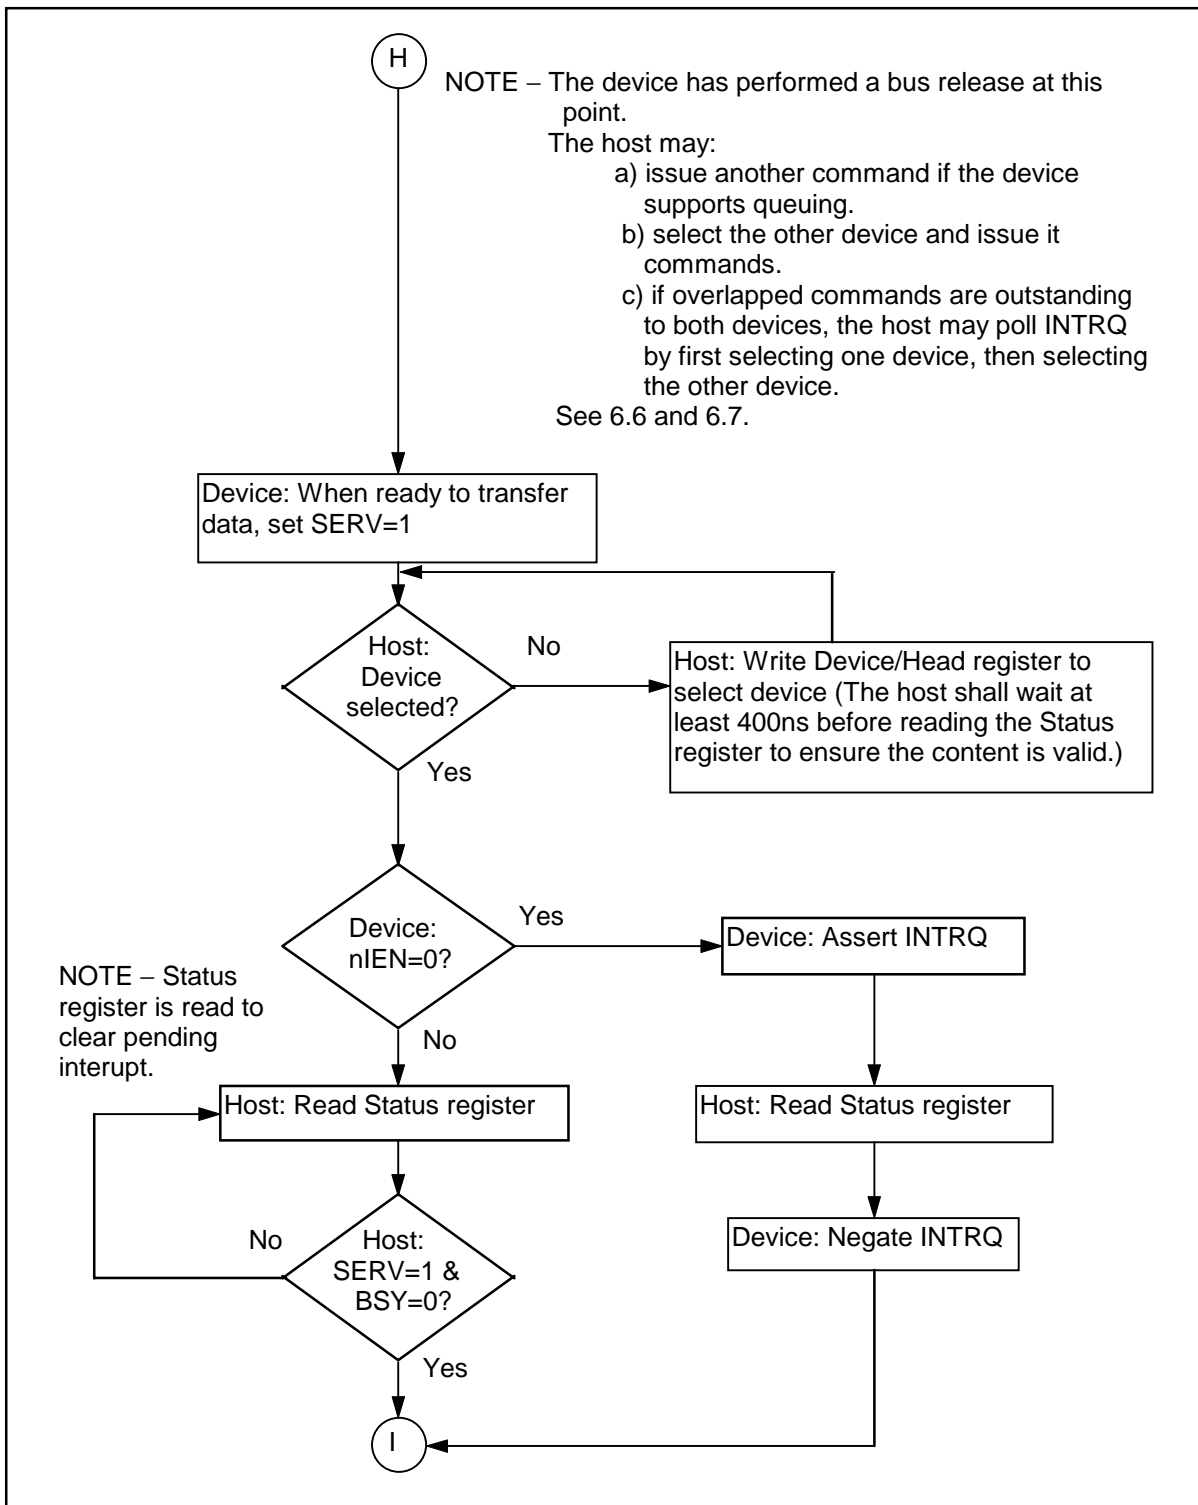 H
NOTE – The device has performed a bus release at this
point.
The host may:
a) issue another command if the device
supports queuing.
b) select the other device and issue it
commands.
c) if overlapped commands are outstanding
to both devices, the host may poll INTRQ
by first selecting one device, then selecting
the other device.
See 6.6 and 6.7.
Device: When ready to transfer
data, set SERV=1
Host:
Device
selected?
No
Host: Write Device/Head register to
select device (The host shall wait at
least 400ns before reading the Status
register to ensure the content is valid.)
Yes
Device:
nIEN=0?
Yes
Device: Assert INTRQ
NOTE – Status
register is read to
clear pending
interupt.
No
Host: Read Status register
Host: Read Status register
No
Host:
SERV=1 &
BSY=0?
Device: Negate INTRQ
Yes
I